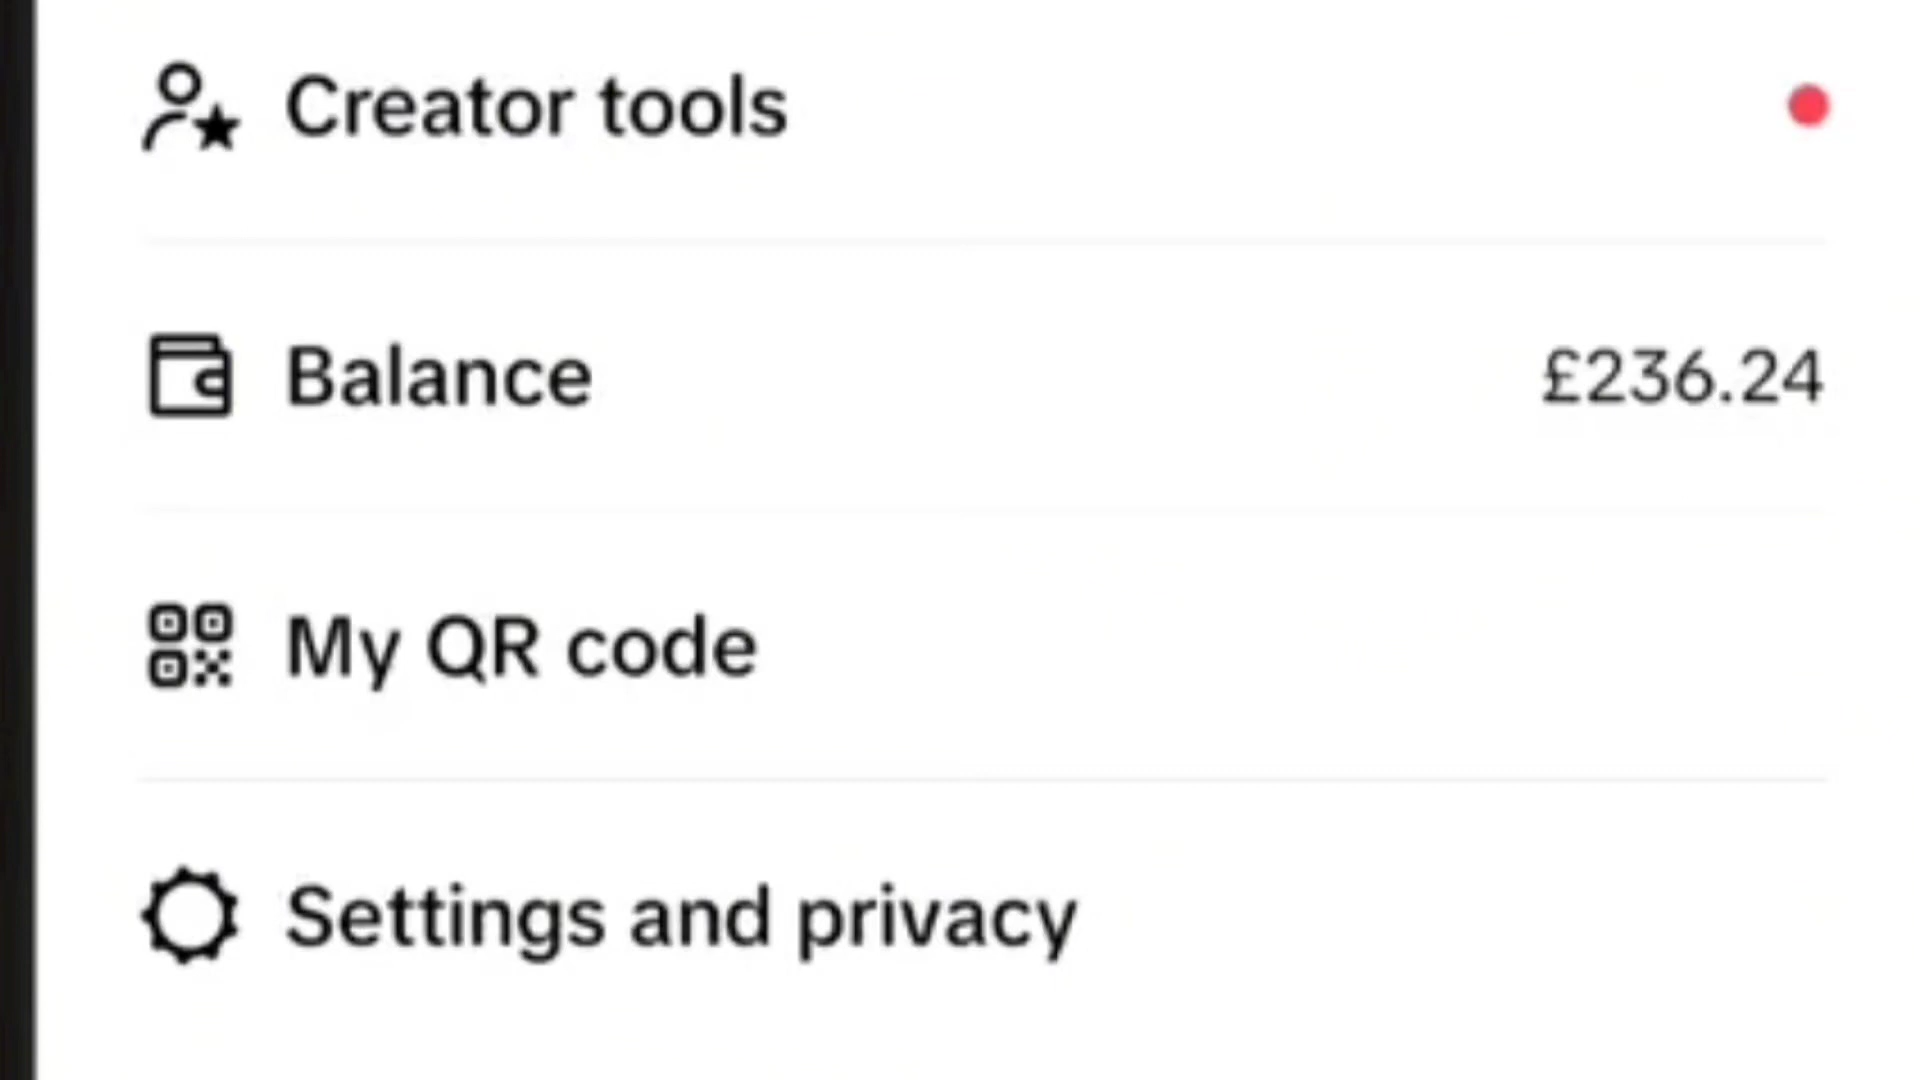 Creator tools
Balance
£236.24
My QR code
Settings and privacy